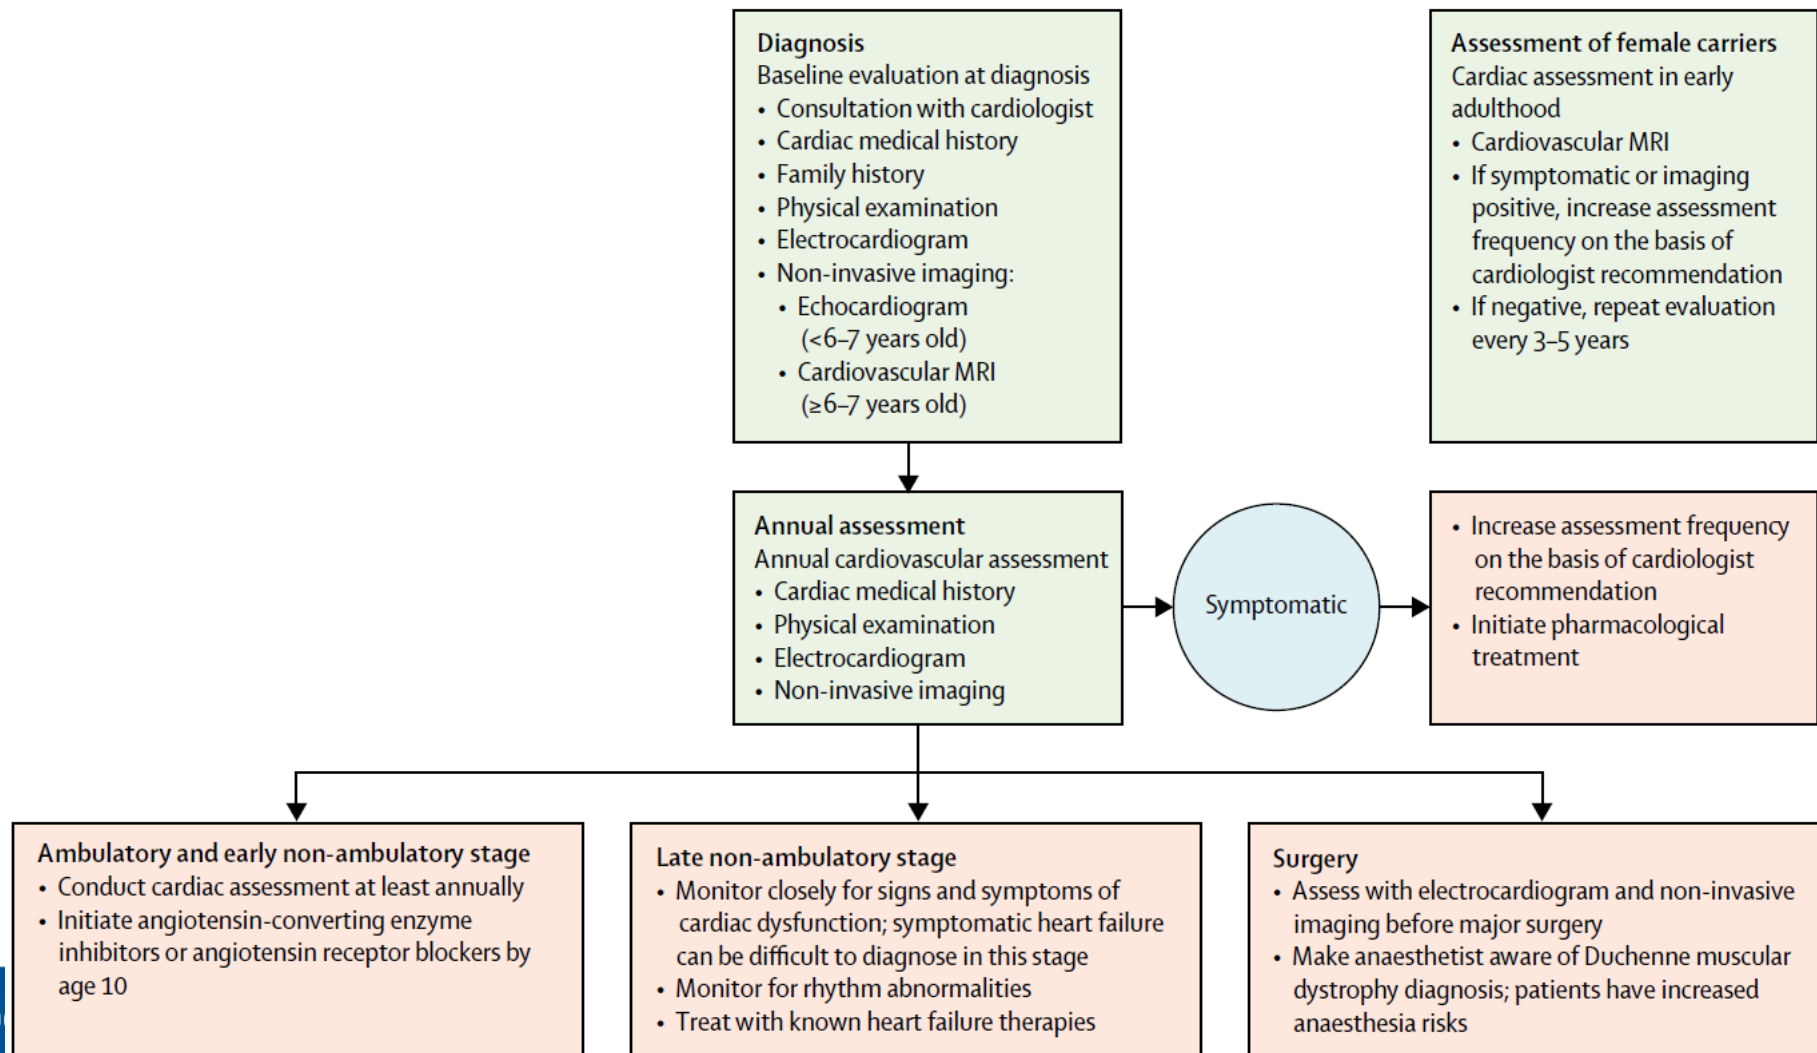 Diagnosis
Baseline evaluation at diagnosis
• Consultation with cardiologist
• Cardiac medical history
• Family history
• Physical examination
• Electrocardiogram
• Non-invasive imaging:
• Echocardiogram
(<6–7 years old)
• Cardiovascular MRI
(≥6–7 years old)
Assessment of female carriers
Cardiac assessment in early
adulthood
• Cardiovascular MRI
• If symptomatic or imaging
positive, increase assessment
frequency on the basis of
cardiologist recommendation
• If negative, repeat evaluation
every 3–5 years
Annual assessment
Annual cardiovascular assessment
• Cardiac medical history
• Physical examination
• Electrocardiogram
• Non-invasive imaging
Symptomatic
• Increase assessment frequency
on the basis of cardiologist
recommendation
• Initiate pharmacological
treatment
Ambulatory and early non-ambulatory stage
• Conduct cardiac assessment at least annually
• Initiate angiotensin-converting enzyme
inhibitors or angiotensin receptor blockers by
age 10
Late non-ambulatory stage
• Monitor closely for signs and symptoms of
cardiac dysfunction; symptomatic heart failure
can be difficult to diagnose in this stage
• Monitor for rhythm abnormalities
• Treat with known heart failure therapies
Surgery
• Assess with electrocardiogram and non-invasive
imaging before major surgery
• Make anaesthetist aware of Duchenne muscular
dystrophy diagnosis; patients have increased
anaesthesia risks